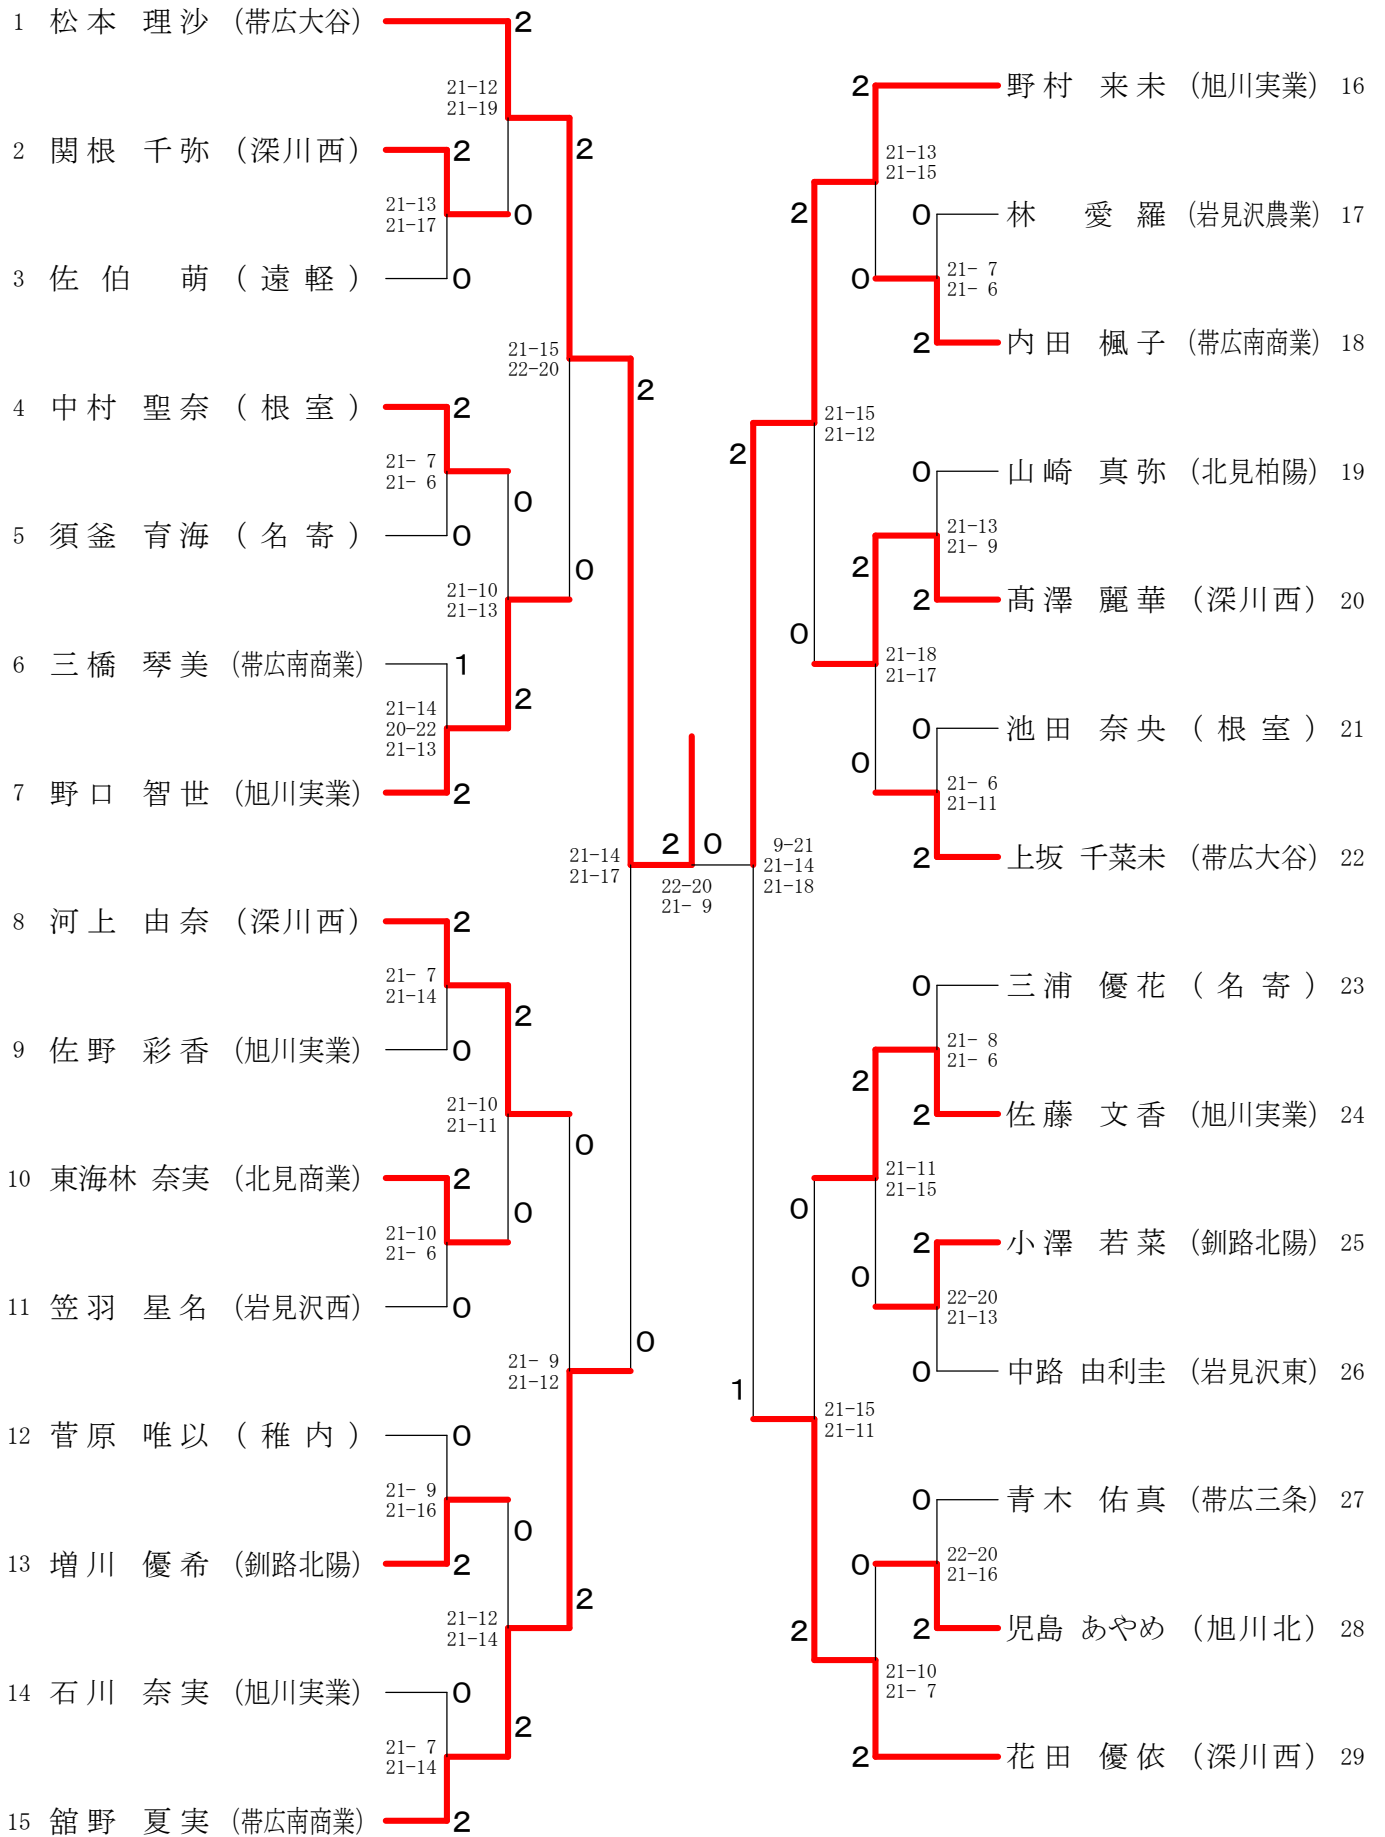 1 松本 理沙 (帯広大谷) 2
21-12
21-19
2 関根 千弥 (深川西) 2
2
21-13
21-17
0
3 佐伯 萌 (遠軽) 0
21-15
22-20
2
4 中村 聖奈 (根室) 2
21- 7
21- 6
0
5 須釜 育海 (名寄) 0
0
21-10
21-13
6 三橋 琴美 (帯広南商業) 1
2
21-14
20-22
21-13
7 野口 智世 (旭川実業) 2
21-14
21-17
2 0
22-20
21- 9
8 河上 由奈 (深川西) 2
21- 7
21-14
2
9 佐野 彩香 (旭川実業) 0
21-10
21-11
0
10 東海林 奈実 (北見商業) 2
0
21-10
21- 6
11 笠羽 星名 (岩見沢西) 0
0
21- 9
21-12
12 菅原 唯以 (稚内) 0
21- 9
21-16
0
13 増川 優希 (釧路北陽) 2
2
21-12
21-14
14 石川 奈実 (旭川実業) 0
2
21- 7
21-14
15 舘野 夏実 (帯広南商業) 2
2 野村 来未 (旭川実業) 16
21-13
21-15
2
0 林 愛羅 (岩見沢農業) 17
0
21- 7
21- 6
2 内田 楓子 (帯広南商業) 18
21-15
21-12
2
0 山崎 真弥 (北見柏陽) 19
21-13
21- 9
2
2 髙澤 麗華 (深川西) 20
0
21-18
21-17
0 池田 奈央 (根室) 21
0
21- 6
21-11
2 上坂 千菜未 (帯広大谷) 22
9-21
21-14
21-18
0 三浦 優花 (名寄) 23
21- 8
21- 6
2
2 佐藤 文香 (旭川実業) 24
21-11
21-15
0
2 小澤 若菜 (釧路北陽) 25
0
22-20
21-13
0 中路 由利圭 (岩見沢東) 26
1
21-15
21-11
0 青木 佑真 (帯広三条) 27
0
22-20
21-16
2 児島 あやめ (旭川北) 28
2
21-10
21- 7
2 花田 優依 (深川西) 29